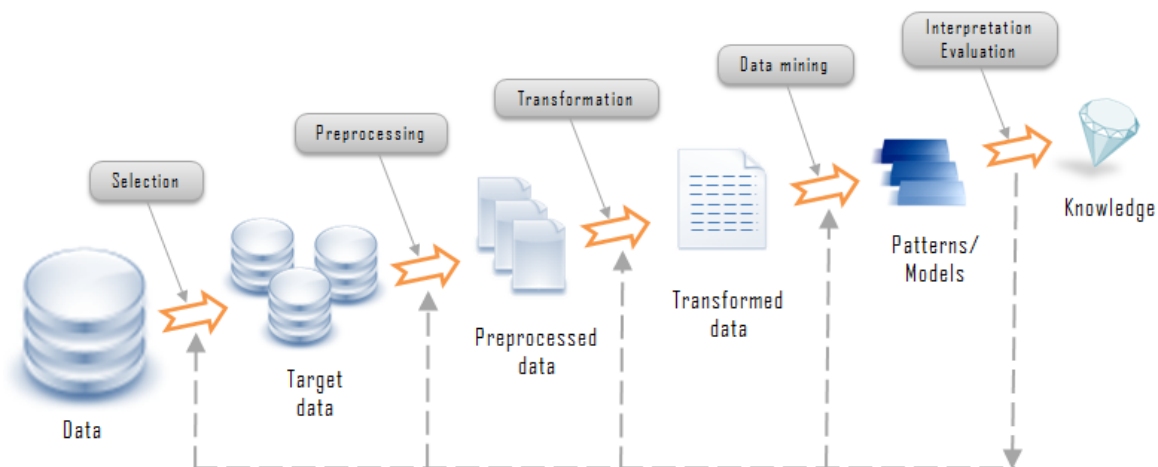 Interpretation
Evaluation
Data mining
Transformation
Preprocessing
Selection
Knowledge
Patterns/
Models
Transformed
data
Preprocessed
data
Target
data
Data